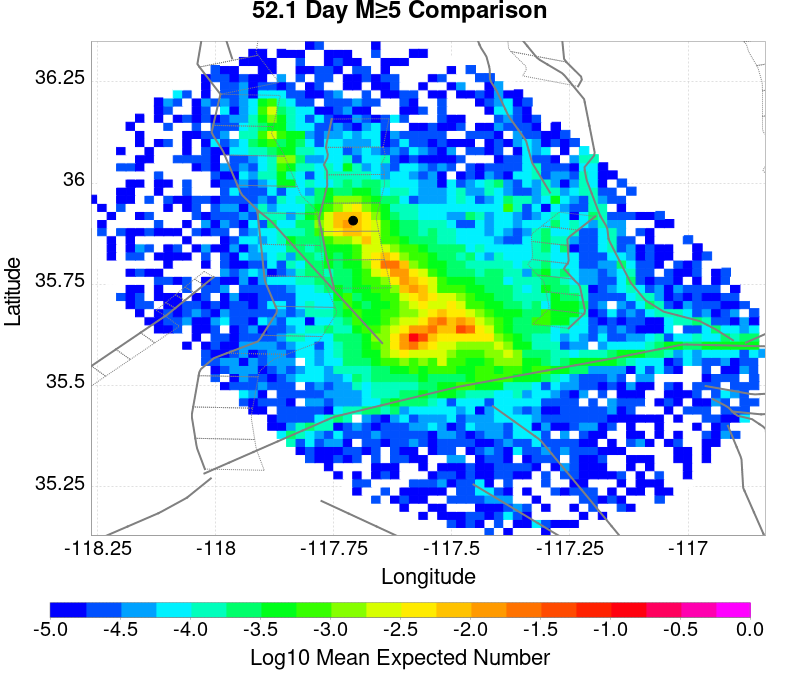 52.1 Day M≥5 Comparison
36.25
36
35.75
35.5
35.25
Latitude
-118.25 -118 -117.75 -117.5 -117.25 -117
Longitude
-5.0 -4.5 -4.0 -3.5 -3.0 -2.5 -2.0 -1.5 -1.0 -0.5 0.0
Log10 Mean Expected Number